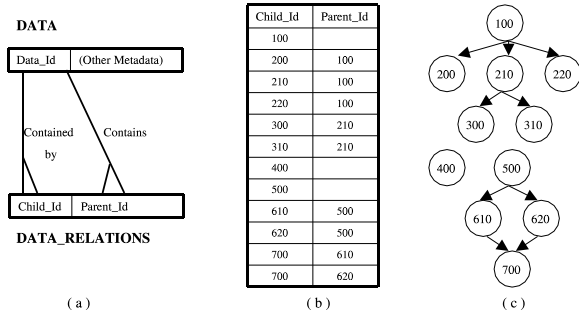 DATA
Data_Id (Other Metadata)
Contained
by
Contains
Child_Id Parent_Id
DATA_RELATIONS
( a )
Child_Id Parent_Id
100
200 100
210 100
220 100
300 210
310 210
400
500
610 500
620 500
700 610
700 620
( b )
100
200 210 220
300 310
400 500
610 620
700
( c )